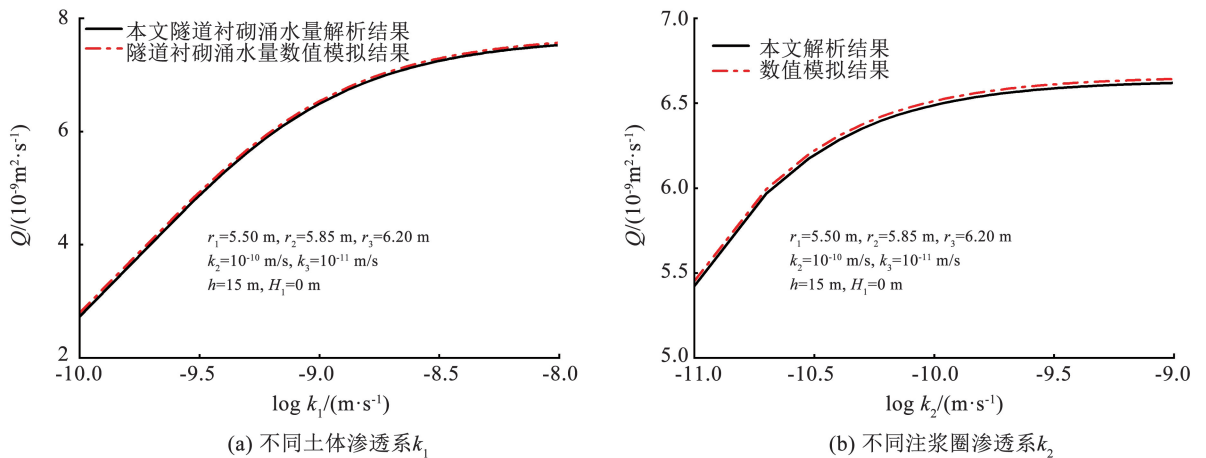 8
6
4
2
Q/(10⁻⁹m²·s⁻¹)
本文隧道衬砌涌水量解析结果
隧道衬砌涌水量数值模拟结果
r₁=5.50 m, r₂=5.85 m, r₃=6.20 m
k₂=10⁻¹⁰ m/s, k₃=10⁻¹¹ m/s
h=15 m, H₁=0 m
-10.0 -9.5 -9.0 -8.5 -8.0
log k₁/(m·s⁻¹)
(a) 不同土体渗透系k₁
7.0
6.5
6.0
5.5
5.0
Q/(10⁻⁹m²·s⁻¹)
本文解析结果
数值模拟结果
r₁=5.50 m, r₂=5.85 m, r₃=6.20 m
k₂=10⁻¹⁰ m/s, k₃=10⁻¹¹ m/s
h=15 m, H₁=0 m
-11.0 -10.5 -10.0 -9.5 -9.0
log k₂/(m·s⁻¹)
(b) 不同注浆圈渗透系k₂